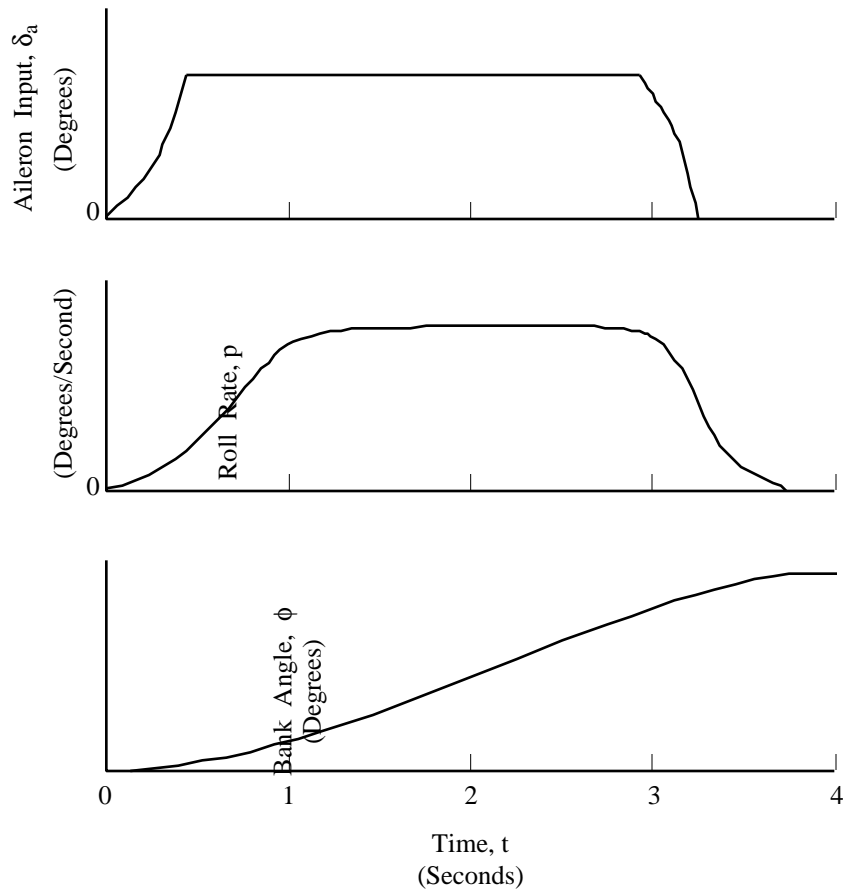 Aileron Input, δa
(Degrees)
0
Roll Rate, p
(Degrees/Second)
0
Bank Angle, ϕ
(Degrees)
0 1 2 3 4
Time, t
(Seconds)